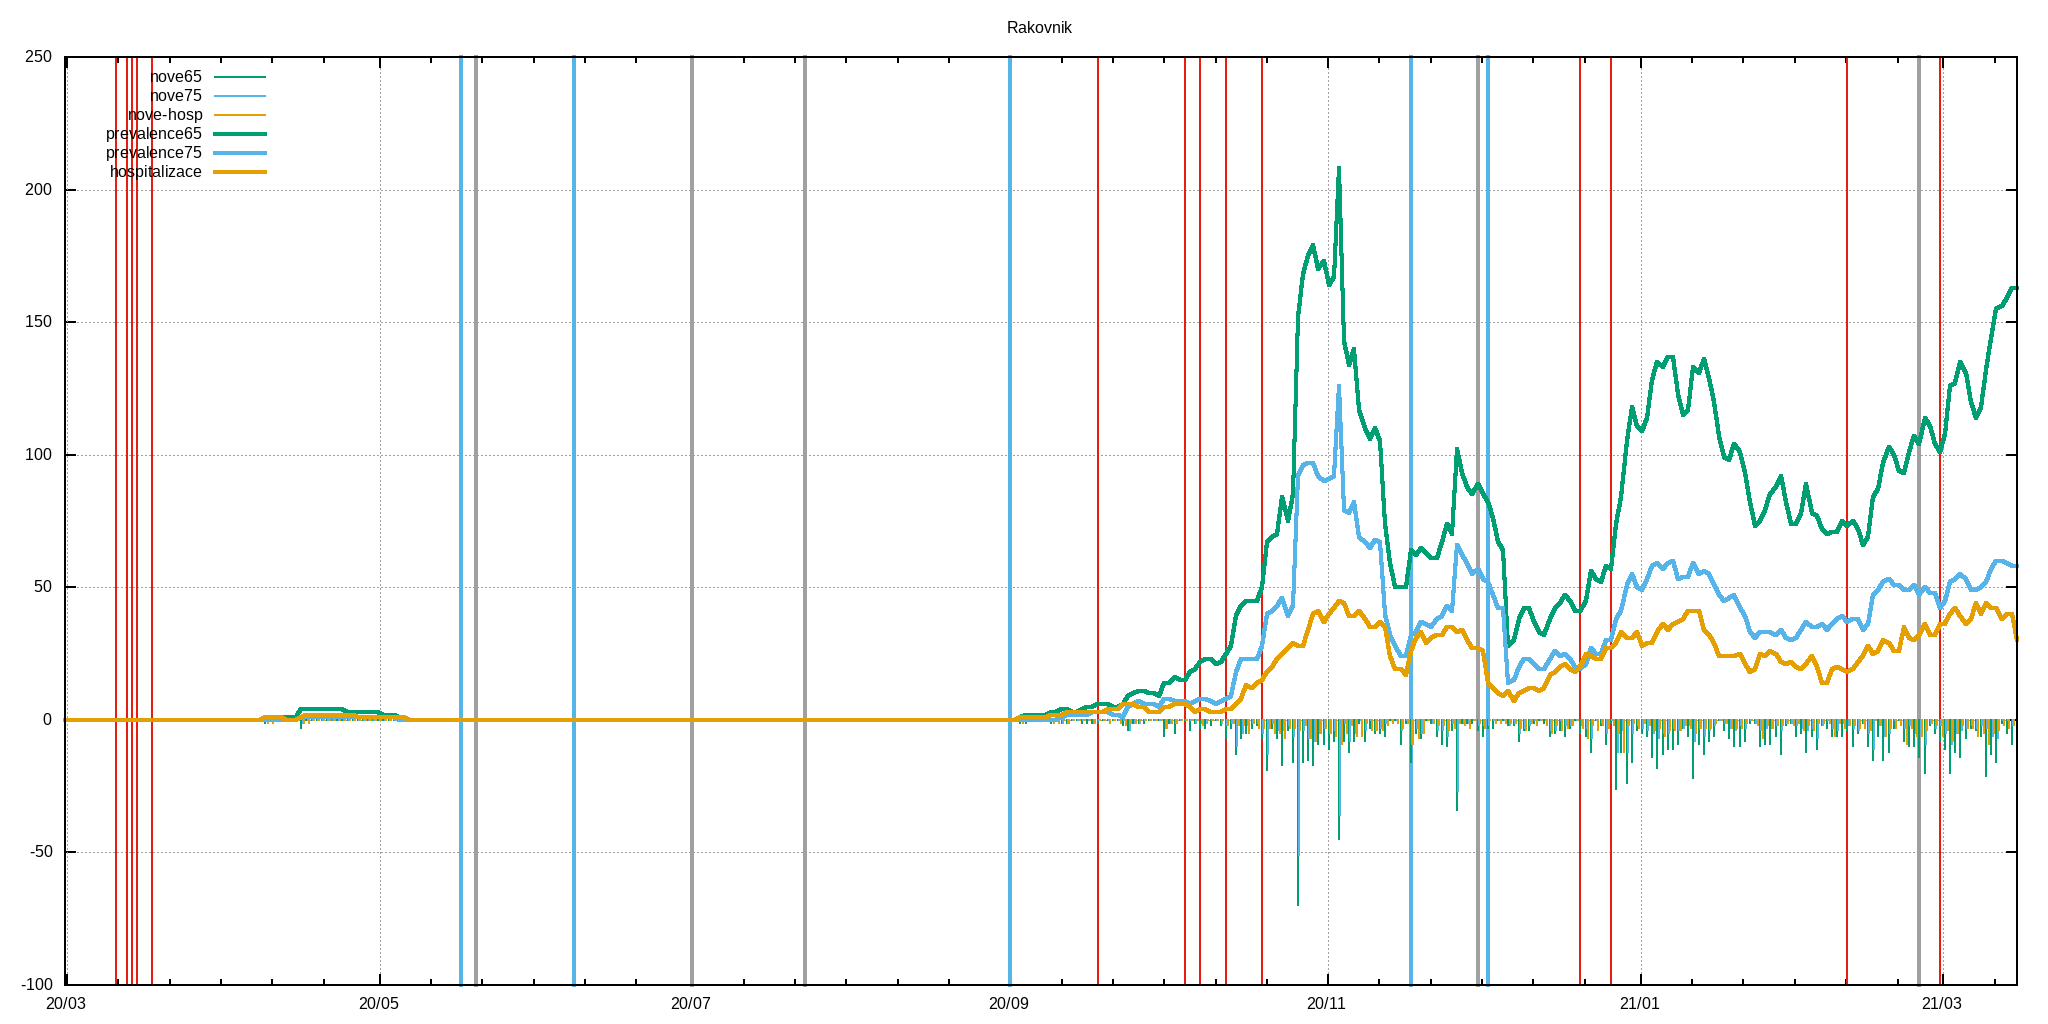 Rakovnik
250
200
150
100
50
0
-50
-100
nove65
nove75
nove-hosp
prevalence65
prevalence75
hospitalizace
20/03 20/05 20/07 20/09 20/11 21/01 21/03